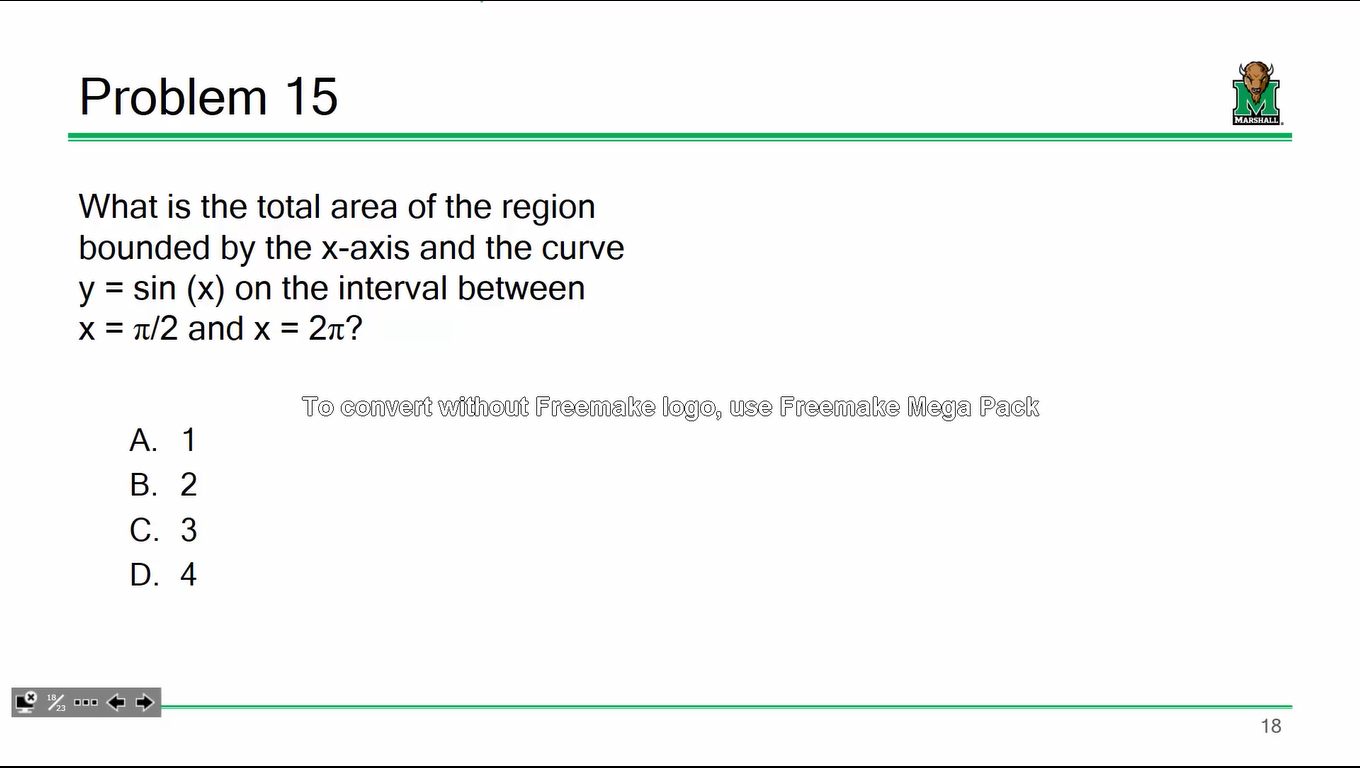 Problem 15
MARSHALL
What is the total area of the region
bounded by the x-axis and the curve
y = sin (x) on the interval between
x = π/2 and x = 2π?
To convert without Freemake logo, use Freemake Mega Pack
A. 1
B. 2
C. 3
D. 4
18/23
18